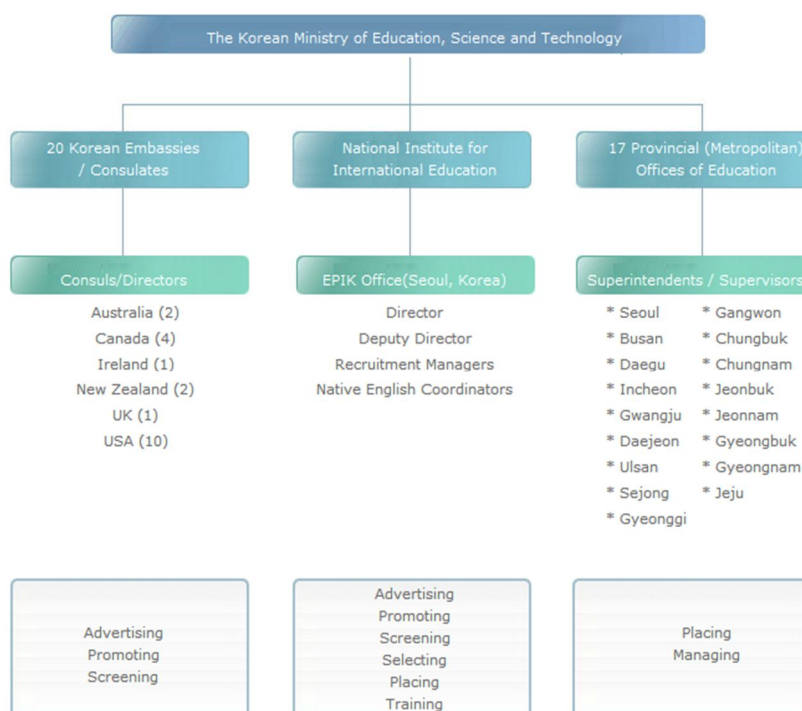 The Korean Ministry of Education, Science and Technology
20 Korean Embassies
/ Consulates
National Institute for
International Education
17 Provincial (Metropolitan)
Offices of Education
Consuls/Directors
Australia (2)
Canada (4)
Ireland (1)
New Zealand (2)
UK (1)
USA (10)
EPIK Office(Seoul, Korea)
Director
Deputy Director
Recruitment Managers
Native English Coordinators
Superintendents / Supervisors
* Seoul
* Busan
* Daegu
* Incheon
* Gwangju
* Daejeon
* Ulsan
* Sejong
* Gyeonggi
* Gangwon
* Chungbuk
* Chungnam
* Jeonbuk
* Jeonnam
* Gyeongbuk
* Gyeongnam
* Jeju
Advertising
Promoting
Screening
Advertising
Promoting
Screening
Selecting
Placing
Training
Placing
Managing